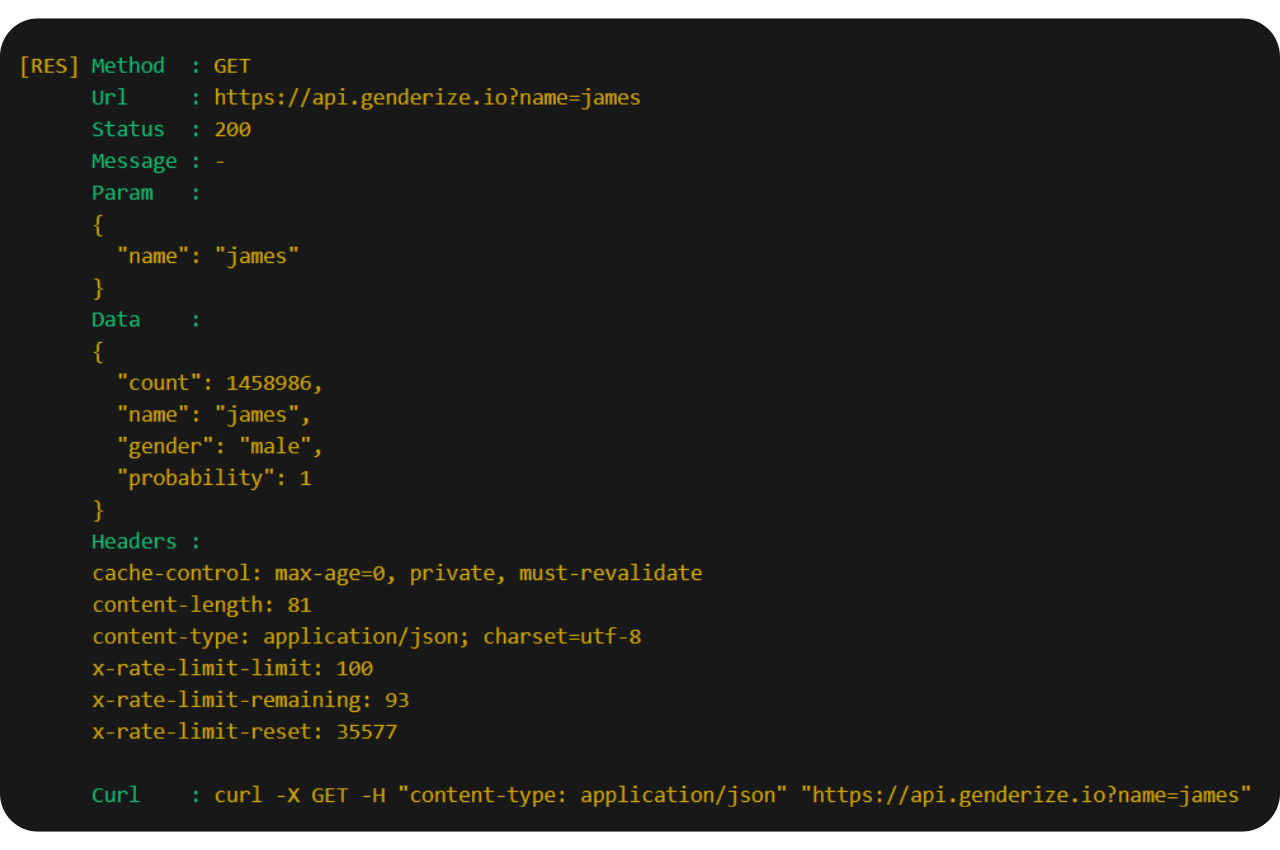 [RES] Method  : GET
      Url     : https://api.genderize.io?name=james
      Status  : 200
      Message : -
      Param   :
      {
        "name": "james"
      }
      Data    :
      {
        "count": 1458986,
        "name": "james",
        "gender": "male",
        "probability": 1
      }
      Headers :
      cache-control: max-age=0, private, must-revalidate
      content-length: 81
      content-type: application/json; charset=utf-8
      x-rate-limit-limit: 100
      x-rate-limit-remaining: 93
      x-rate-limit-reset: 35577
      Curl    : curl -X GET -H "content-type: application/json" "https://api.genderize.io?name=james"